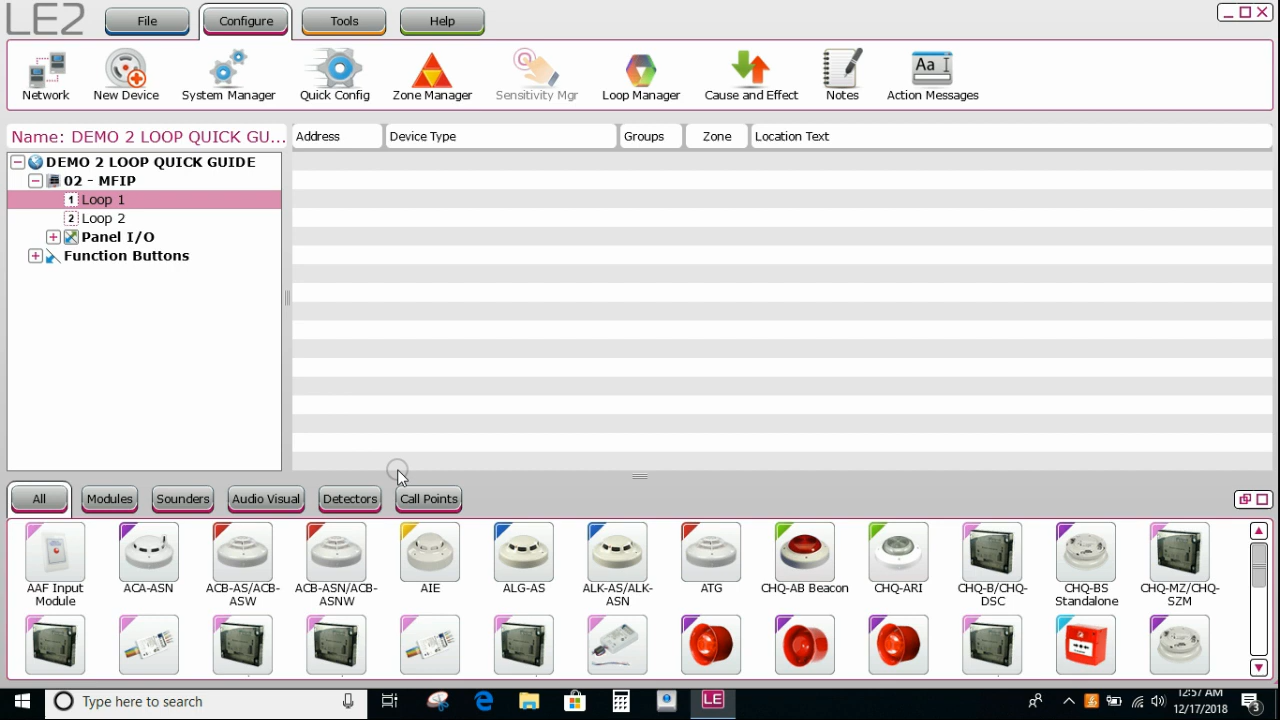 LE2
File
Configure
Tools
Help
Network
New Device
System Manager
Quick Config
Zone Manager
Sensitivity Mgr
Loop Manager
Cause and Effect
Aa
Notes
Action Messages
Name: DEMO 2 LOOP QUICK GU...
Address
Device Type
Groups
Zone
Location Text
DEMO 2 LOOP QUICK GUIDE
02 - MFIP
1 Loop 1
2 Loop 2
Panel I/O
Function Buttons
All
Modules
Sounders
Audio Visual
Detectors
Call Points
AAF Input
Module
ACA-ASN
ACB-AS/ACB-
ASW
ACB-ASN/ACB-
ASNW
AIE
ALG-AS
ALK-AS/ALK-
ASN
ATG
CHQ-AB Beacon
CHQ-ARI
CHQ-B/CHQ-
DSC
CHQ-BS
Standalone
CHQ-MZ/CHQ-
SZM
Type here to search
LE
12:57 AM
12/17/2018
3